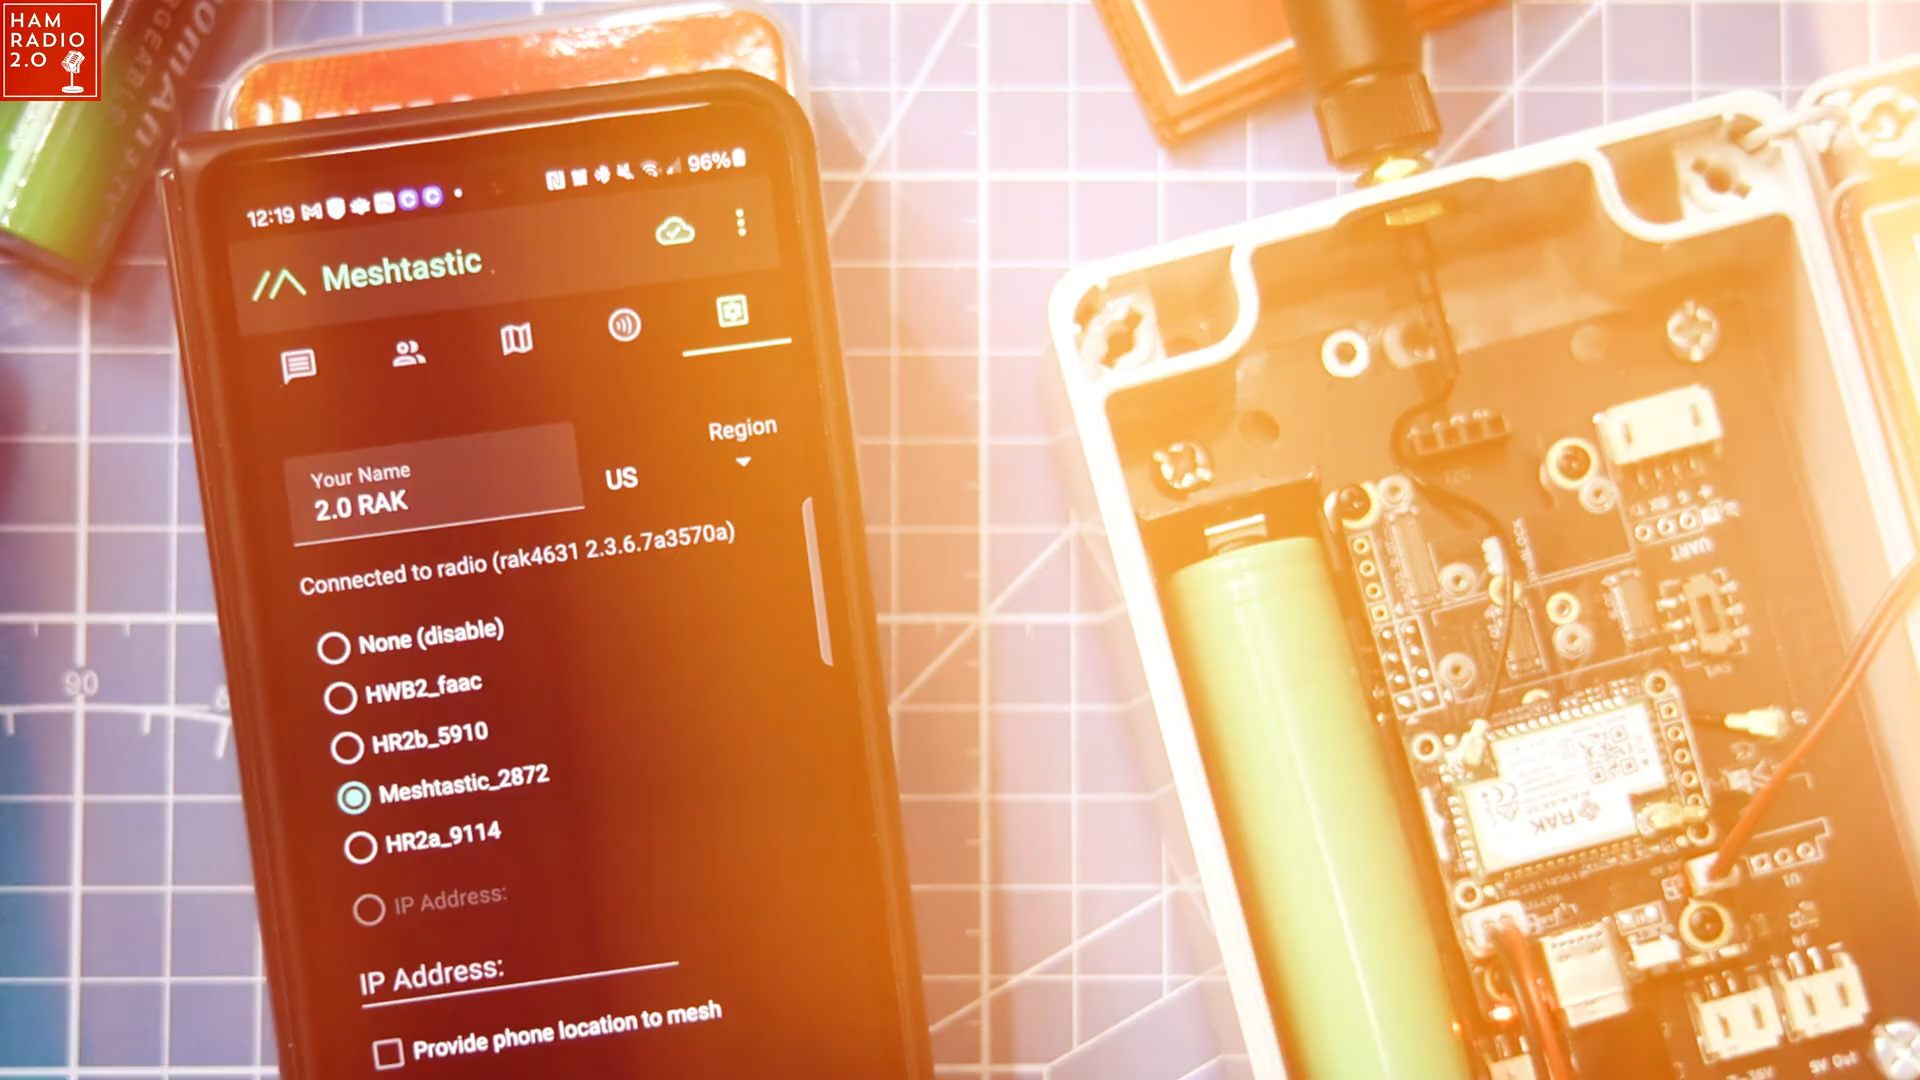 HAM
RADIO
2.0
12:19
96%
Meshtastic
Region
Your Name
2.0 RAK
US
Connected to radio (rak4631 2.3.6.7a3570a)
None (disable)
HWB2_faac
HR2b_5910
Meshtastic_2872
HR2a_9114
IP Address:
IP Address:
Provide phone location to mesh
90
UART
RAK
5V Out